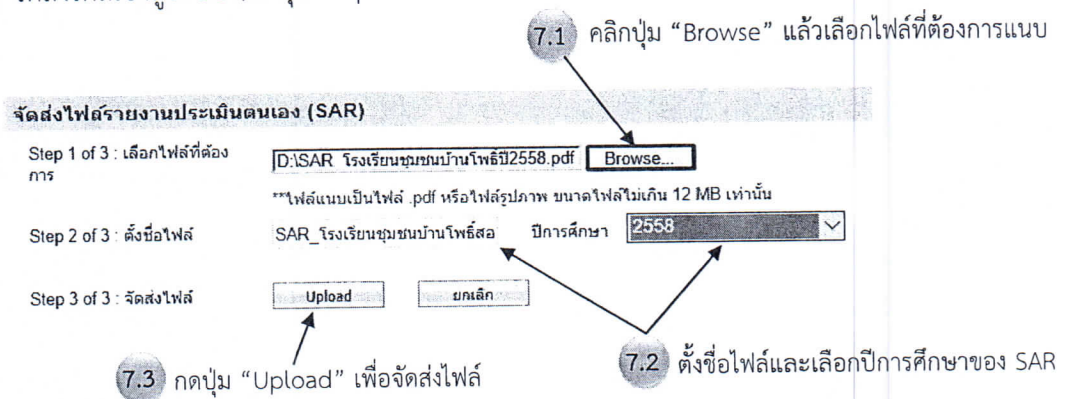 7.1 คลิกปุ่ม “Browse” แล้วเลือกไฟล์ที่ต้องการแนบ
จัดส่งไฟล์รายงานประเมินตนเอง (SAR)
Step 1 of 3 : เลือกไฟล์ที่ต้อง
การ
D:\SAR โรงเรียนชุมชนบ้านโพธิ์ปี2558.pdf Browse...
**ไฟล์แนบเป็นไฟล์ .pdf หรือไฟล์รูปภาพ ขนาดไฟล์ไม่เกิน 12 MB เท่านั้น
Step 2 of 3 : ตั้งชื่อไฟล์ SAR_โรงเรียนชุมชนบ้านโพธิ์สอ ปีการศึกษา 2558
Step 3 of 3 : จัดส่งไฟล์ Upload ยกเลิก
7.3 กดปุ่ม “Upload” เพื่อจัดส่งไฟล์
7.2 ตั้งชื่อไฟล์และเลือกปีการศึกษาของ SAR